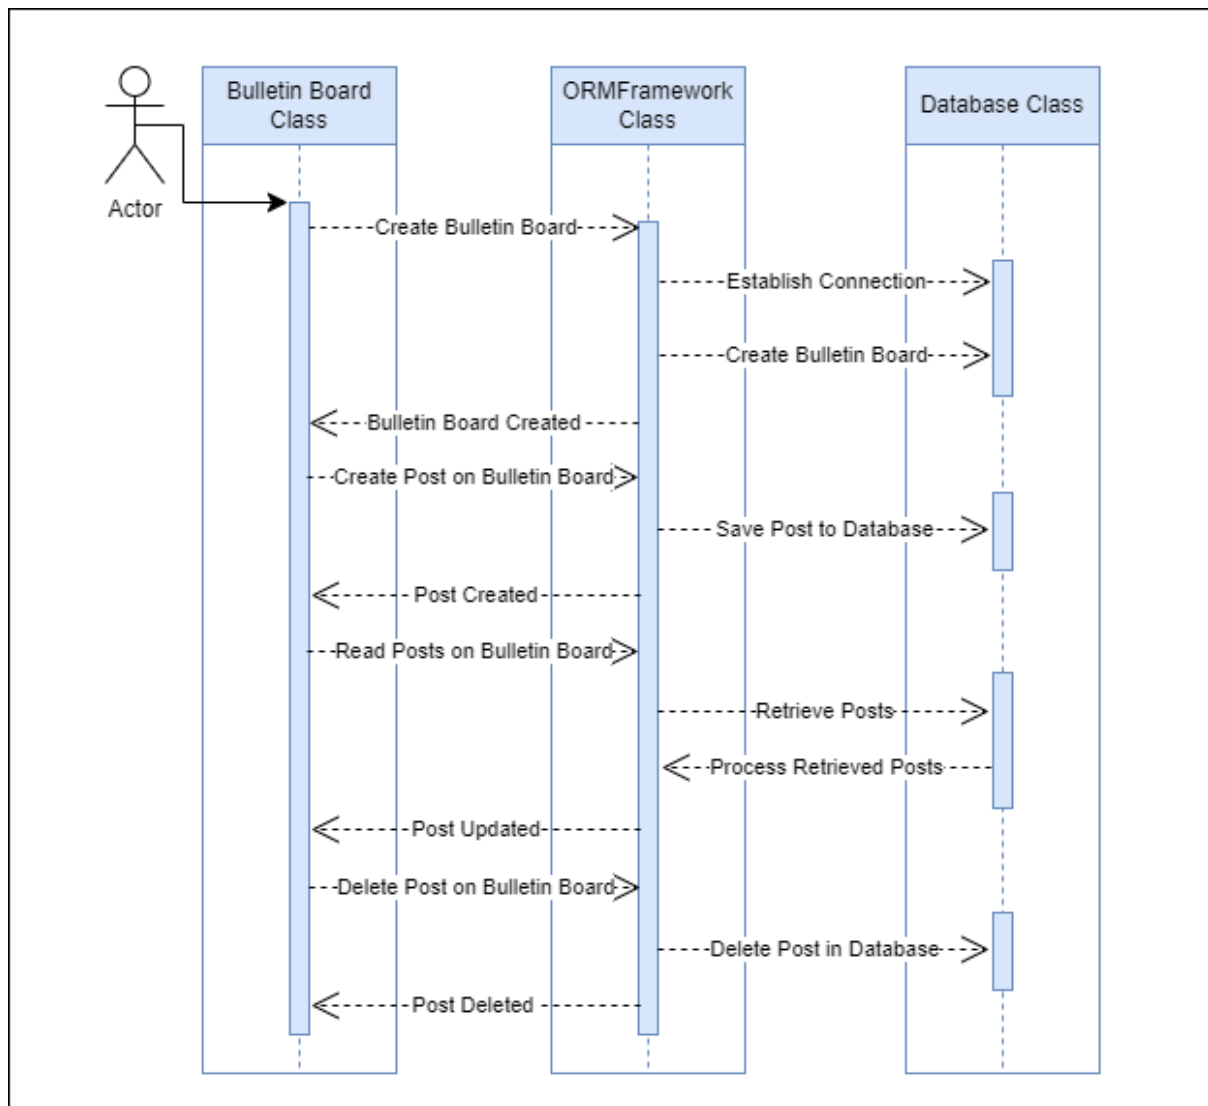 Bulletin Board
Class
ORMFramework
Class
Database Class
Actor
Create Bulletin Board
Establish Connection
Create Bulletin Board
Bulletin Board Created
Create Post on Bulletin Board
Save Post to Database
Post Created
Read Posts on Bulletin Board
Retrieve Posts
Process Retrieved Posts
Post Updated
Delete Post on Bulletin Board
Delete Post in Database
Post Deleted